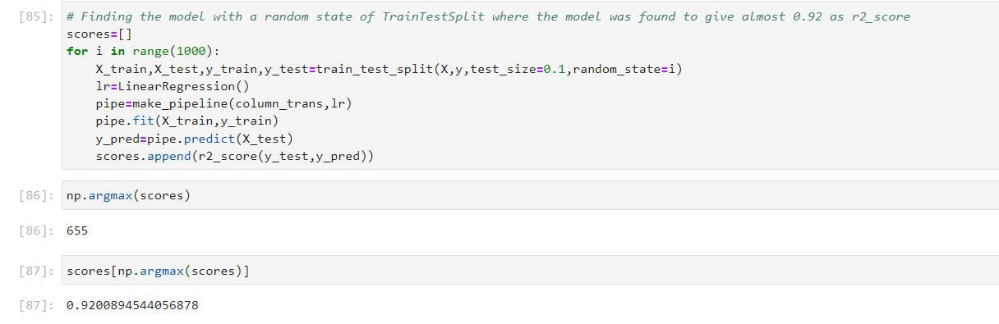 [85]: # Finding the model with a random state of TrainTestSplit where the model was found to give almost 0.92 as r2_score
scores=[]
for i in range(1000):
    X_train,X_test,y_train,y_test=train_test_split(X,y,test_size=0.1,random_state=i)
    lr=LinearRegression()
    pipe=make_pipeline(column_trans,lr)
    pipe.fit(X_train,y_train)
    y_pred=pipe.predict(X_test)
    scores.append(r2_score(y_test,y_pred))
[86]: np.argmax(scores)
[86]: 655
[87]: scores[np.argmax(scores)]
[87]: 0.9200894544056878